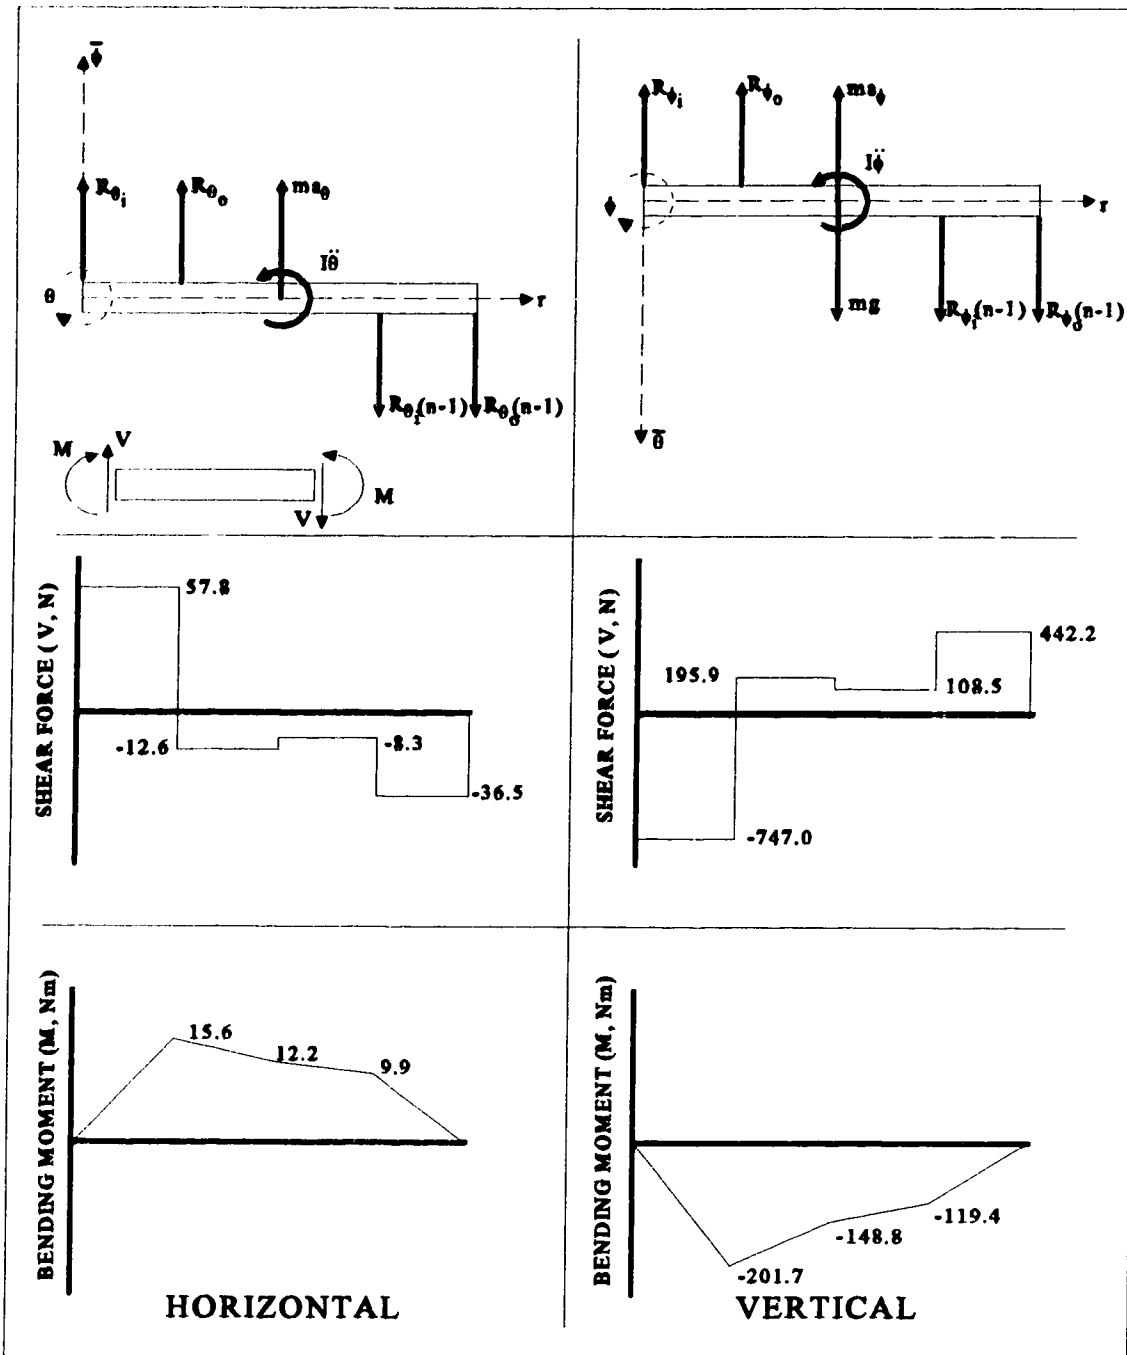 ϕ̄
R_θi
R_θo
ma_θ
Iθ̈
θ
r
R_θi(n-1)
R_θo(n-1)
M
V
V
M
R_ϕi
R_ϕo
ma_ϕ
Iϕ̈
ϕ
r
mg
R_ϕi(n-1)
R_ϕo(n-1)
θ̄
SHEAR FORCE (V, N)
57.8
-12.6
-8.3
-36.5
SHEAR FORCE (V, N)
195.9
442.2
108.5
-747.0
BENDING MOMENT (M, Nm)
15.6
12.2
9.9
HORIZONTAL
BENDING MOMENT (M, Nm)
-119.4
-148.8
-201.7
VERTICAL